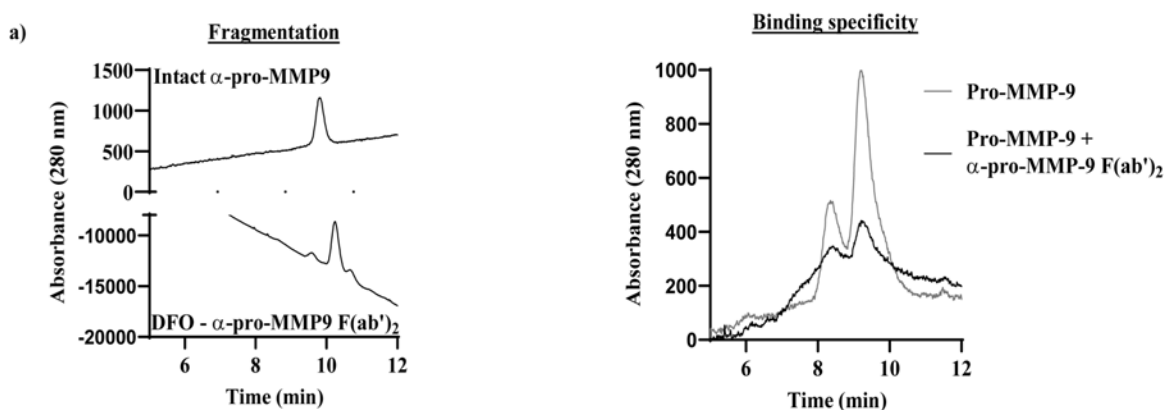 a)
Fragmentation
Absorbance (280 nm)
1500
1000
500
0
-10000
-15000
-20000
Intact α-pro-MMP9
DFO - α-pro-MMP9 F(ab')₂
6 8 10 12
Time (min)
Binding specificity
Absorbance (280 nm)
1000
800
600
400
200
0
6 8 10 12
Time (min)
Pro-MMP-9
Pro-MMP-9 +
α-pro-MMP-9 F(ab')₂